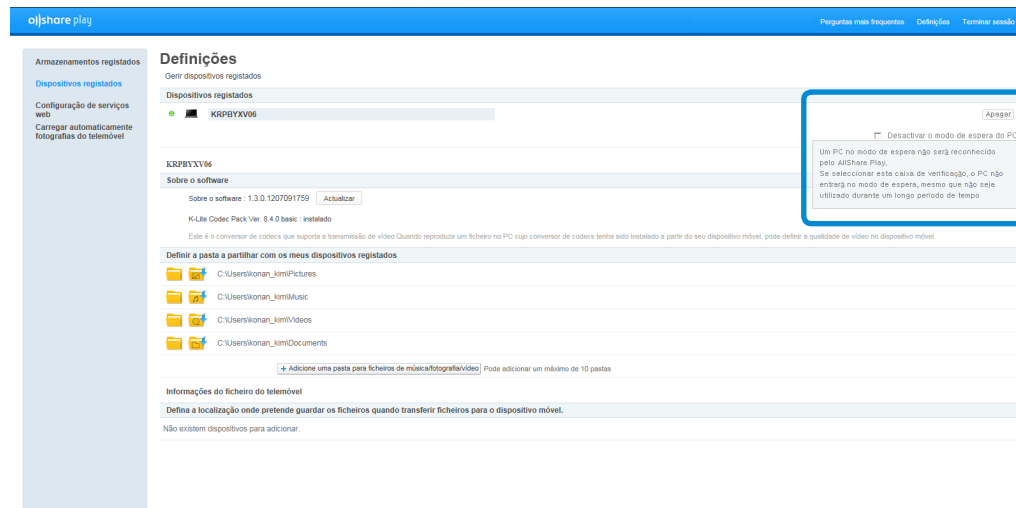 allshare play
Perguntas mais frequentes Definições Terminar sessão
Armazenamentos registados
Dispositivos registados
Configuração de serviços
web
Carregar automaticamente
fotografias do telemóvel
Definições
Gerir dispositivos registados
Dispositivos registados
KRPBYXV06
Apagar
Desactivar o modo de espera do PC
Um PC no modo de espera não será reconhecido
pelo AllShare Play.
Se seleccionar esta caixa de verificação, o PC não
entrará no modo de espera, mesmo que não seja
utilizado durante um longo período de tempo
KRPBYXV06
Sobre o software
Sobre o software : 1.3.0.1207091759 Actualizar
K-Lite Codec Pack Ver. 8.4.0 basic : instalado
Este é o conversor de codecs que suporta a transmissão de vídeo.Quando reproduzir um ficheiro no PC cujo conversor de codecs tenha sido instalado a partir do seu dispositivo móvel, pode definir a qualidade de vídeo no dispositivo móvel
Definir a pasta a partilhar com os meus dispositivos registados
C:\Users\konan_kim\Pictures
C:\Users\konan_kim\Music
C:\Users\konan_kim\Videos
C:\Users\konan_kim\Documents
+ Adicione uma pasta para ficheiros de música/fotografia/vídeo Pode adicionar um máximo de 10 pastas
Informações do ficheiro do telemóvel
Defina a localização onde pretende guardar os ficheiros quando transferir ficheiros para o dispositivo móvel.
Não existem dispositivos para adicionar.